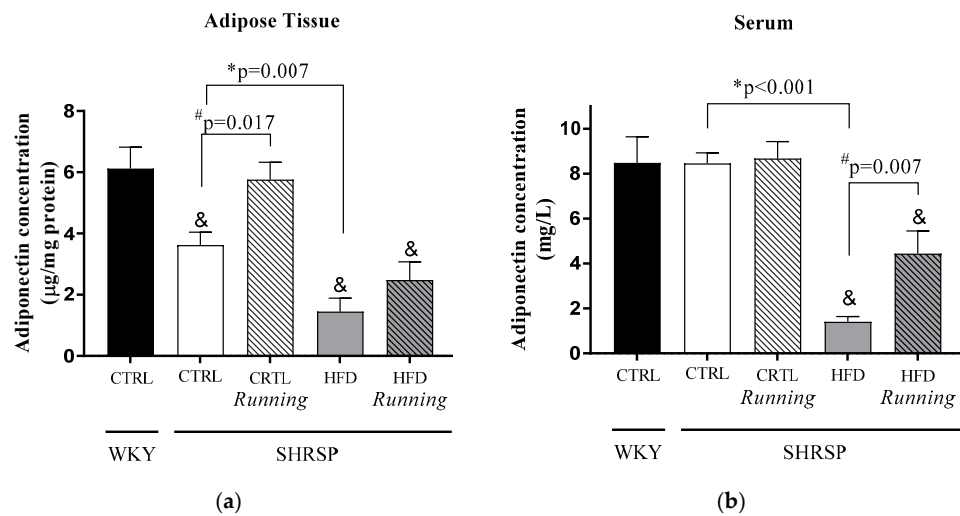 Adipose Tissue
*p=0.007
#p=0.017
Adiponectin concentration
(µg/mg protein)
8
6
4
2
0
&
&
&
CTRL
CTRL
CRTL
Running
HFD
HFD
Running
WKY
SHRSP
(a)
Serum
*p<0.001
#p=0.007
Adiponectin concentration
(mg/L)
10
8
6
4
2
0
&
&
CTRL
CTRL
CRTL
Running
HFD
HFD
Running
WKY
SHRSP
(b)